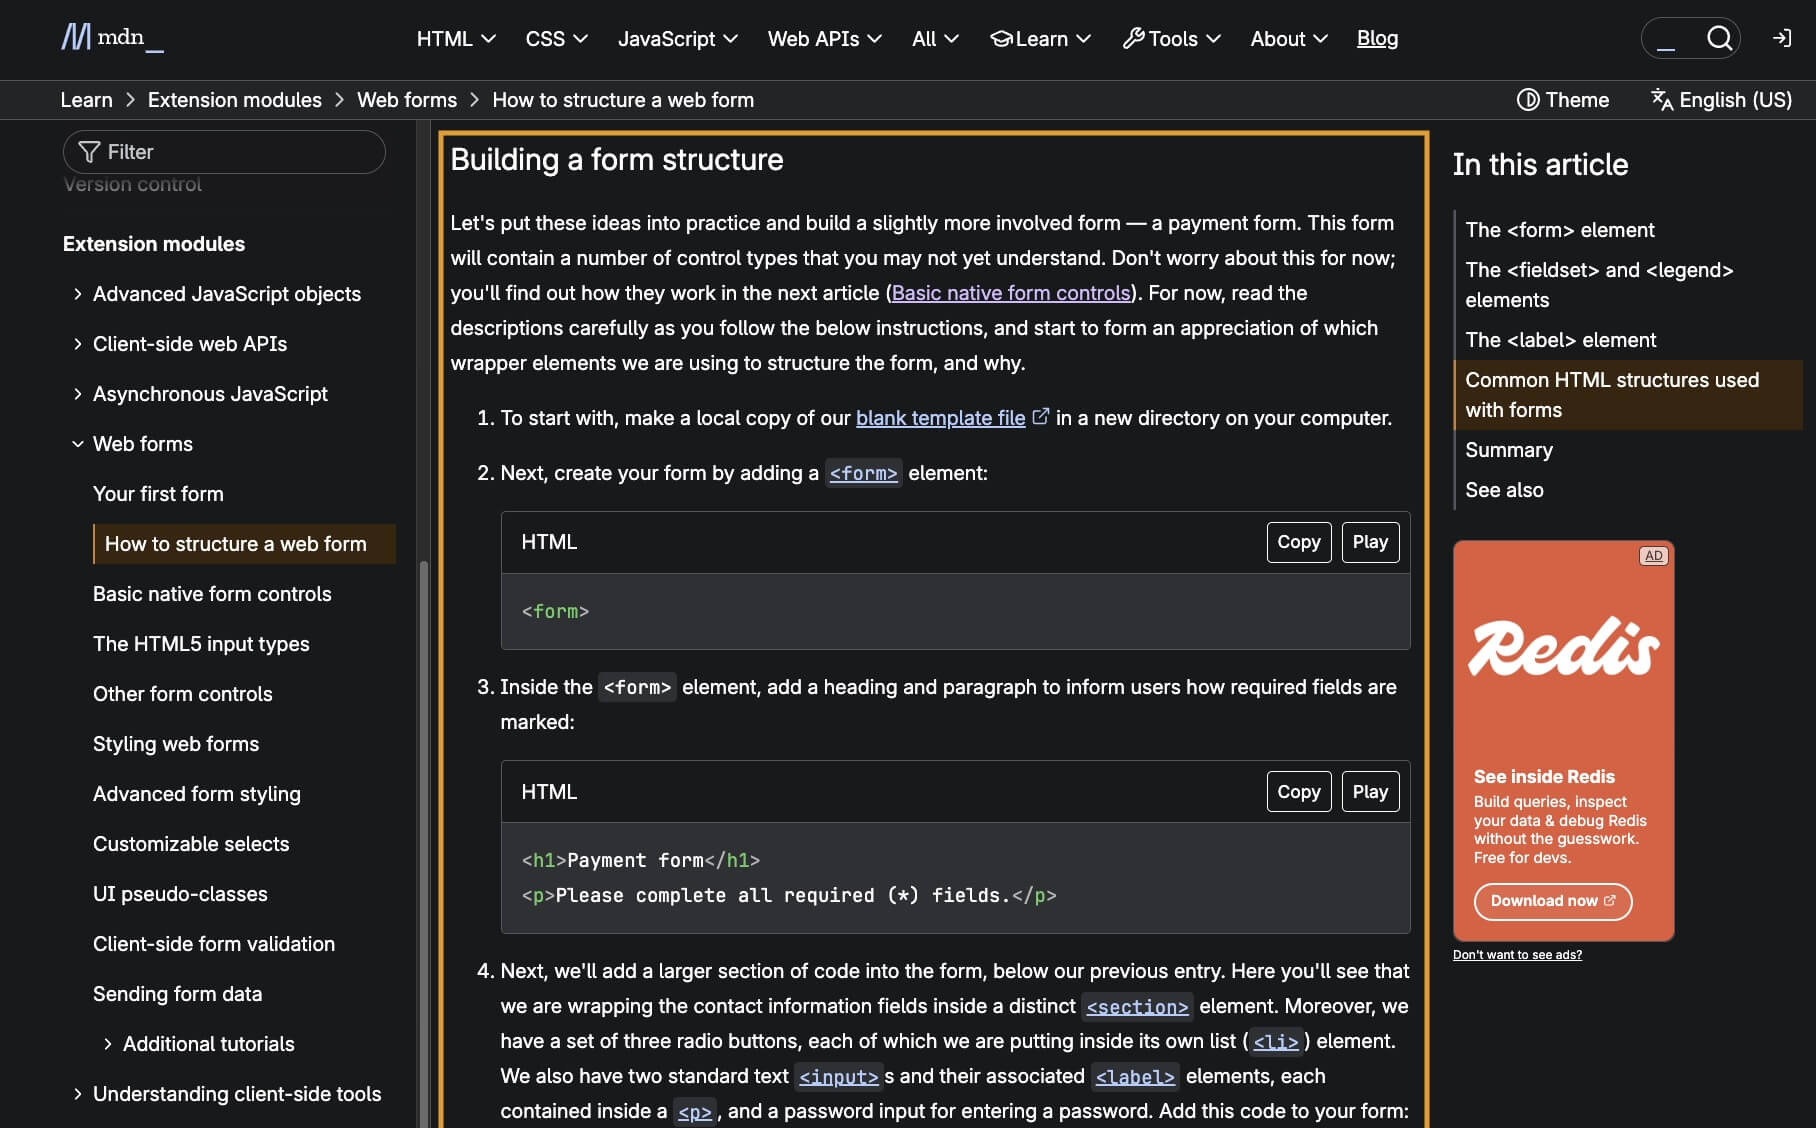 mdn_
HTML
CSS
JavaScript
Web APIs
All
Learn
Tools
About
Blog
Learn > Extension modules > Web forms > How to structure a web form
Theme
English (US)
Filter
Version control
Extension modules
Advanced JavaScript objects
Client-side web APIs
Asynchronous JavaScript
Web forms
Your first form
How to structure a web form
Basic native form controls
The HTML5 input types
Other form controls
Styling web forms
Advanced form styling
Customizable selects
UI pseudo-classes
Client-side form validation
Sending form data
Additional tutorials
Understanding client-side tools
Building a form structure
Let's put these ideas into practice and build a slightly more involved form — a payment form. This form
will contain a number of control types that you may not yet understand. Don't worry about this for now;
you'll find out how they work in the next article (Basic native form controls). For now, read the
descriptions carefully as you follow the below instructions, and start to form an appreciation of which
wrapper elements we are using to structure the form, and why.
1. To start with, make a local copy of our blank template file in a new directory on your computer.
2. Next, create your form by adding a <form> element:
HTML
Copy
Play
<form>
3. Inside the <form> element, add a heading and paragraph to inform users how required fields are
marked:
HTML
Copy
Play
<h1>Payment form</h1>
<p>Please complete all required (*) fields.</p>
4. Next, we'll add a larger section of code into the form, below our previous entry. Here you'll see that
we are wrapping the contact information fields inside a distinct <section> element. Moreover, we
have a set of three radio buttons, each of which we are putting inside its own list (<li>) element.
We also have two standard text <input>s and their associated <label> elements, each
contained inside a <p>, and a password input for entering a password. Add this code to your form:
In this article
The <form> element
The <fieldset> and <legend>
elements
The <label> element
Common HTML structures used
with forms
Summary
See also
AD
Redis
See inside Redis
Build queries, inspect
your data & debug Redis
without the guesswork.
Free for devs.
Download now
Don't want to see ads?